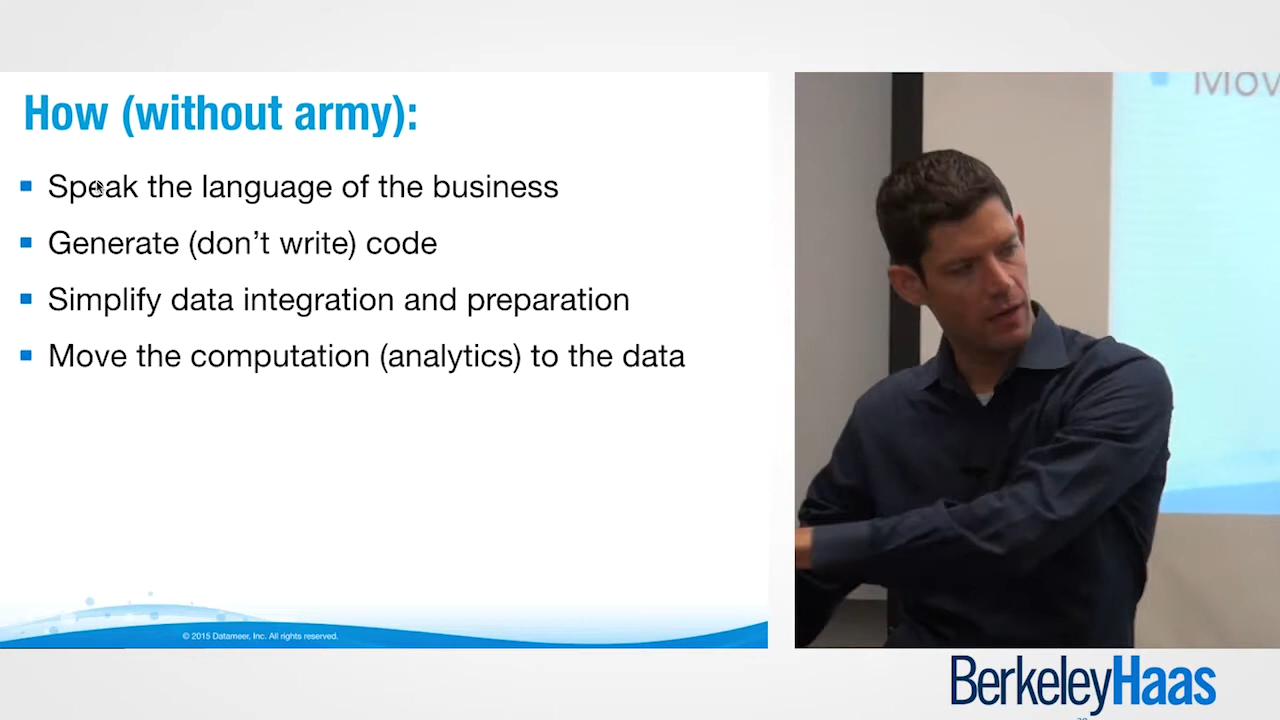 How (without army):
Speak the language of the business
Generate (don’t write) code
Simplify data integration and preparation
Move the computation (analytics) to the data
© 2015 Datameer, Inc. All rights reserved.
Mov
BerkeleyHaas